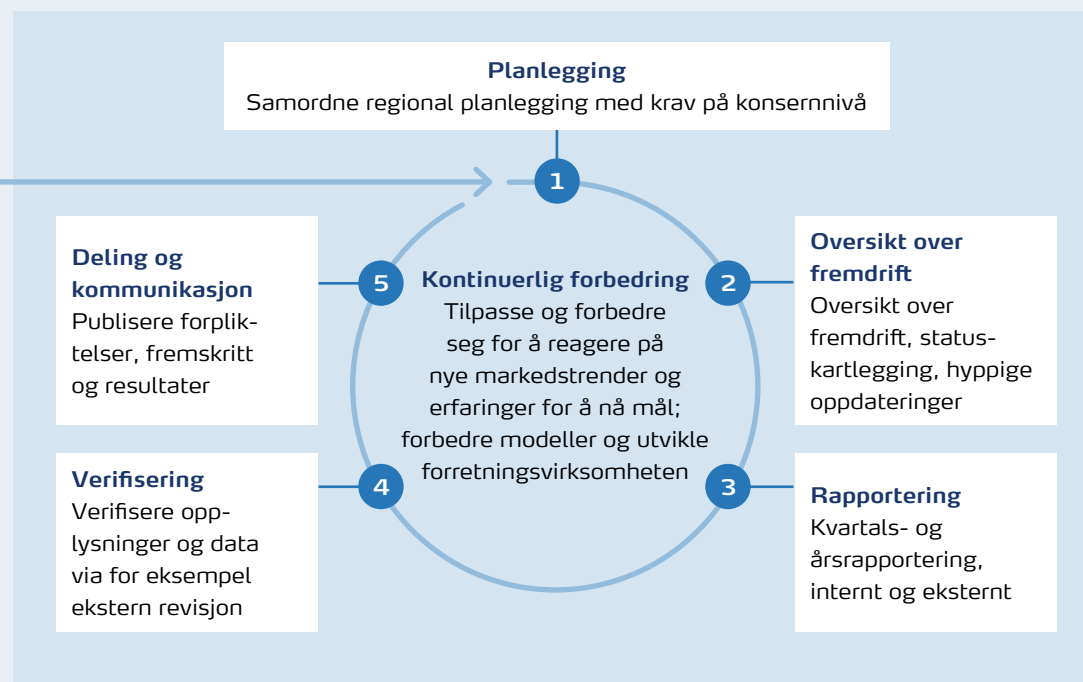 Planlegging
Samordne regional planlegging med krav på konsernnivå
1
2
Oversikt over
fremdrift
Oversikt over
fremdrift, status-
kartlegging, hyppige
oppdateringer
3
Rapportering
Kvartals- og
årsrapportering,
internt og eksternt
4
Verifisering
Verifisere opp-
lysninger og data
via for eksempel
ekstern revisjon
5
Deling og
kommunikasjon
Publisere forplik-
telser, fremskritt
og resultater
Kontinuerlig forbedring
Tilpasse og forbedre
seg for å reagere på
nye markedstrender og
erfaringer for å nå mål;
forbedre modeller og utvikle
forretningsvirksomheten